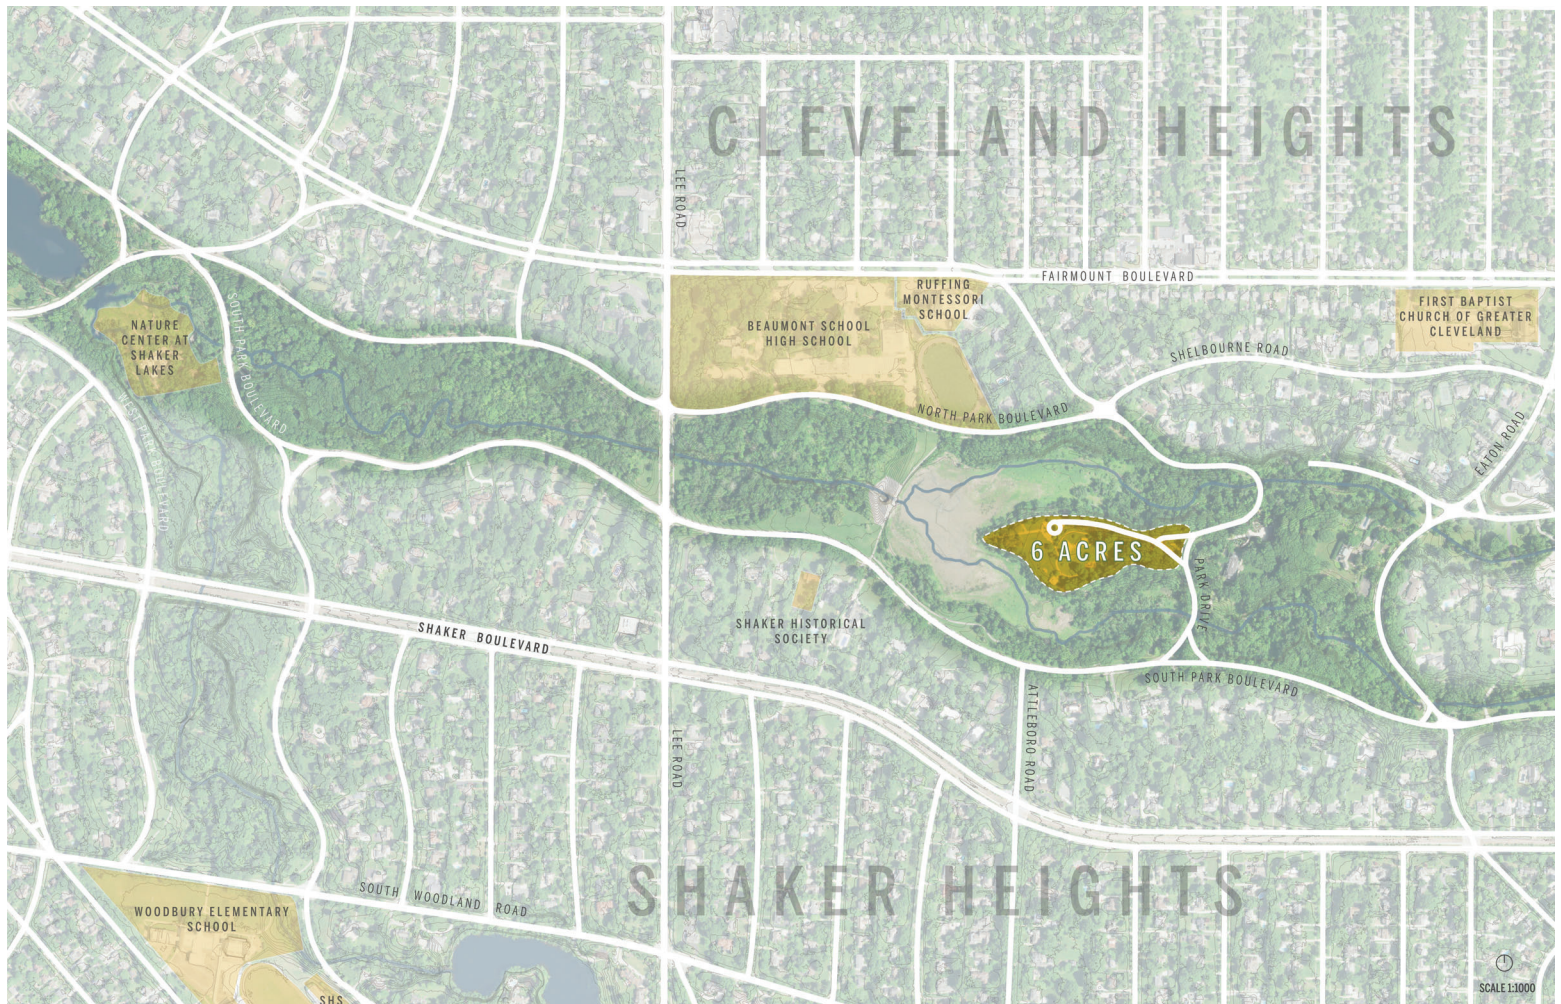 CLEVELAND HEIGHTS
LEE ROAD
FAIRMOUNT BOULEVARD
RUFFING
MONTESSORI
SCHOOL
BEAUMONT SCHOOL
HIGH SCHOOL
FIRST BAPTIST
CHURCH OF GREATER
CLEVELAND
NATURE
CENTER AT
SHAKER
LAKES
SOUTH PARK BOULEVARD
SHELBOURNE ROAD
NORTH PARK BOULEVARD
EATON ROAD
PARK BOULEVARD
6 ACRES
PARK DRIVE
SHAKER HISTORICAL
SOCIETY
SHAKER BOULEVARD
SOUTH PARK BOULEVARD
ATTLEBORO ROAD
LEE ROAD
SHAKER HEIGHTS
SOUTH WOODLAND ROAD
WOODBURY ELEMENTARY
SCHOOL
SHS
SCALE 1:1000